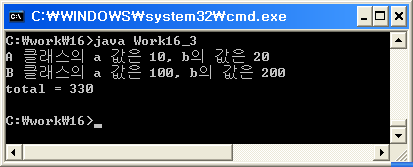 C:₩WINDOWS₩system32₩cmd.exe
C:₩work₩16>java Work16_3
A 클래스의 a 값은 10, b의 값은 20
B 클래스의 a 값은 100, b의 값은 200
total = 330
C:₩work₩16>_